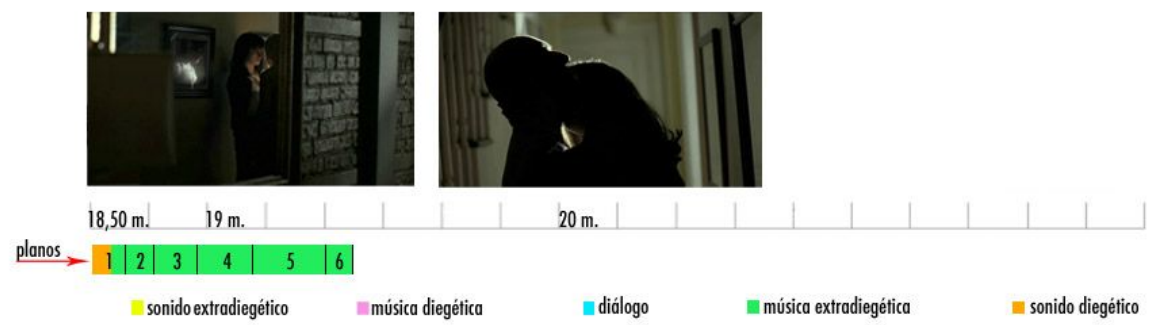 18,50 m. 19 m. 20 m.
planos 1 2 3 4 5 6
sonido extradiegético música diegética diálogo música extradiegética sonido diegético